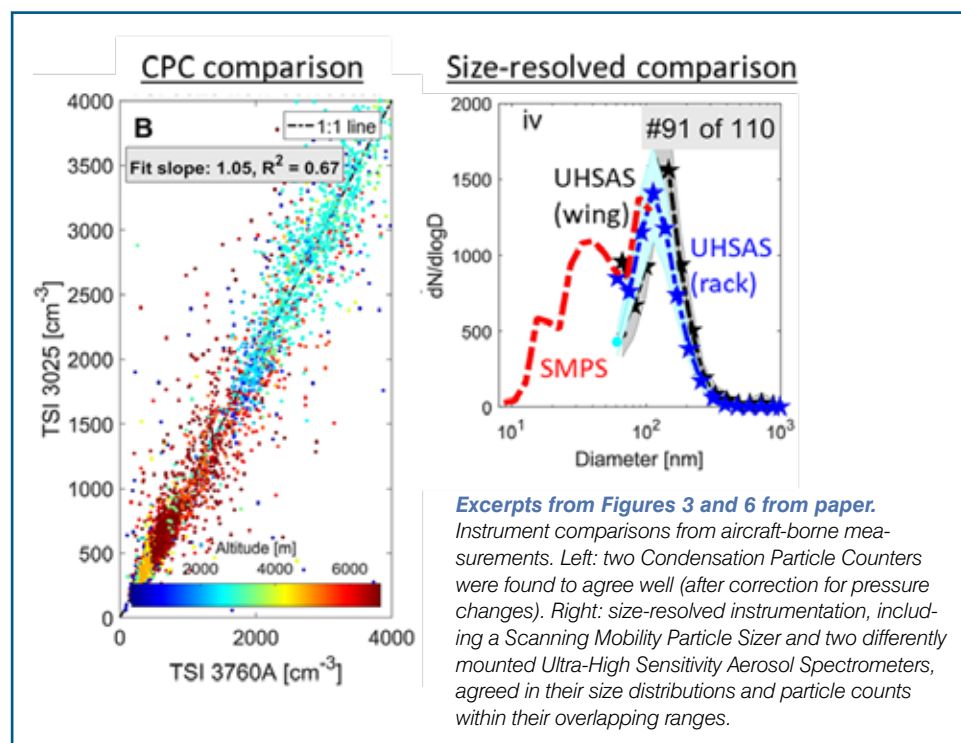 CPC comparison
4000
3500
3000
2500
2000
1500
1000
500
0
TSI 3025 [cm⁻³]
B
1:1 line
Fit slope: 1.05, R² = 0.67
Altitude [m]
2000 4000 6000
0 2000 4000
TSI 3760A [cm⁻³]
Size-resolved comparison
2000
1500
1000
500
0
dN/dlogD
iv
#91 of 110
UHSAS
(wing)
UHSAS
(rack)
SMPS
10¹ 10² 10³
Diameter [nm]
Excerpts from Figures 3 and 6 from paper.
Instrument comparisons from aircraft-borne mea-
surements. Left: two Condensation Particle Counters
were found to agree well (after correction for pressure
changes). Right: size-resolved instrumentation, includ-
ing a Scanning Mobility Particle Sizer and two differently
mounted Ultra-High Sensitivity Aerosol Spectrometers,
agreed in their size distributions and particle counts
within their overlapping ranges.